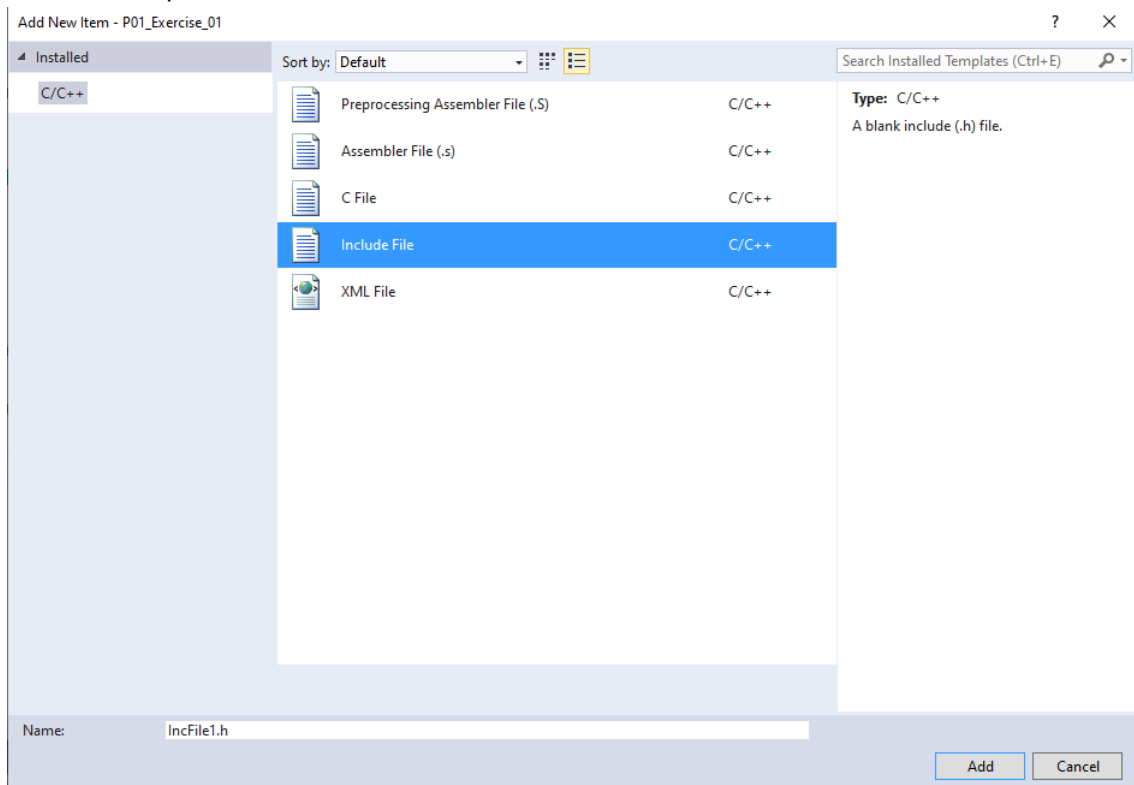 Add New Item - P01_Exercise_01 ? ×
Installed
C/C++
Sort by: Default
Search Installed Templates (Ctrl+E)
Preprocessing Assembler File (.S) C/C++
Assembler File (.s) C/C++
C File C/C++
Include File C/C++
XML File C/C++
Type: C/C++
A blank include (.h) file.
Name: IncFile1.h
Add Cancel